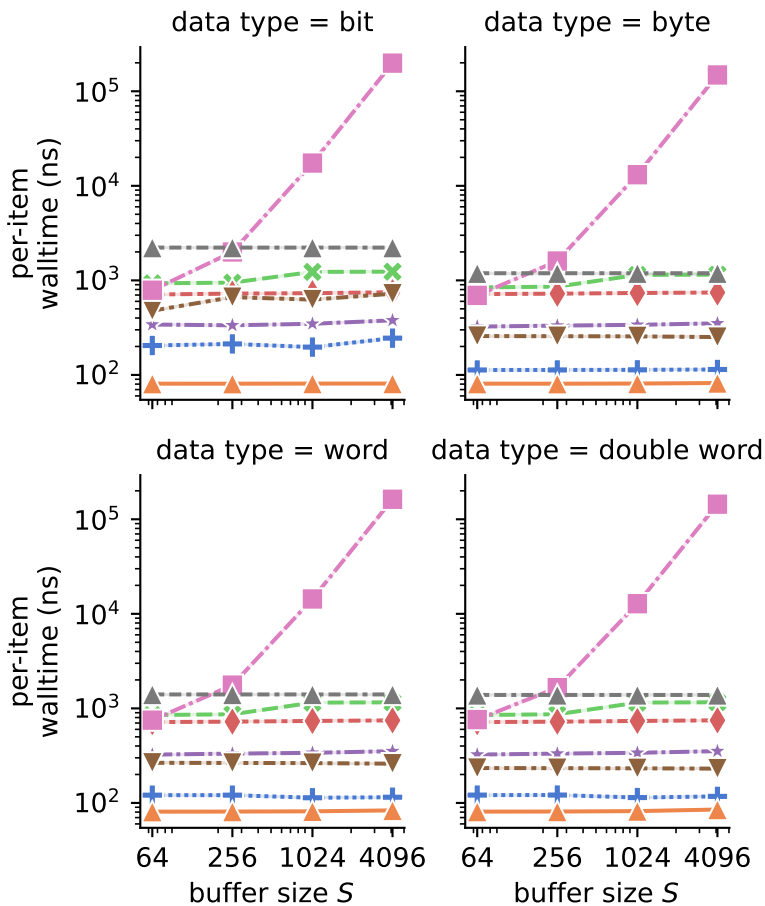 data type = bit
data type = byte
10^5
10^4
10^3
10^2
per-item
walltime (ns)
data type = word
data type = double word
10^5
10^4
10^3
10^2
per-item
walltime (ns)
64 256 1024 4096
64 256 1024 4096
buffer size S
buffer size S